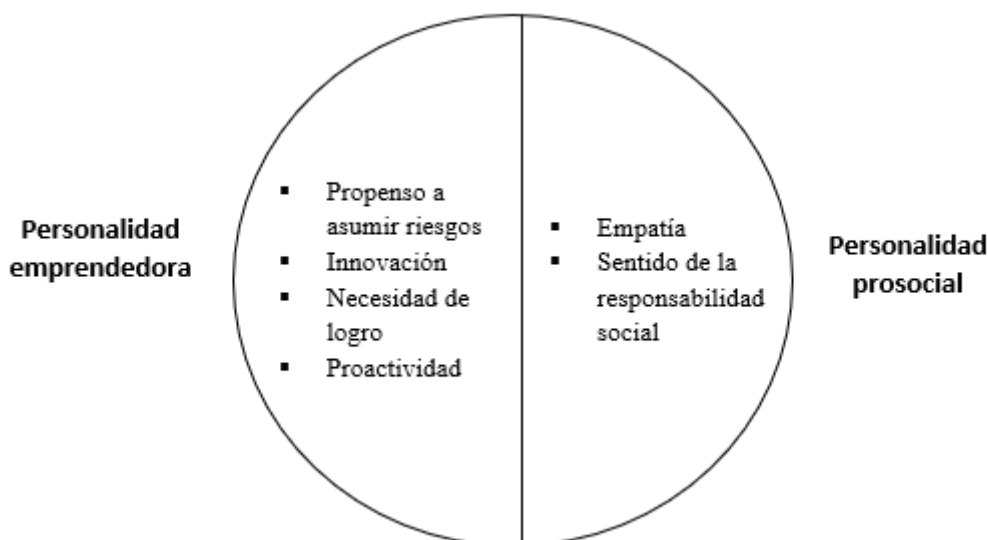 Personalidad
emprendedora
▪ Propenso a
asumir riesgos
▪ Innovación
▪ Necesidad de
logro
▪ Proactividad
▪ Empatía
▪ Sentido de la
responsabilidad
social
Personalidad
prosocial